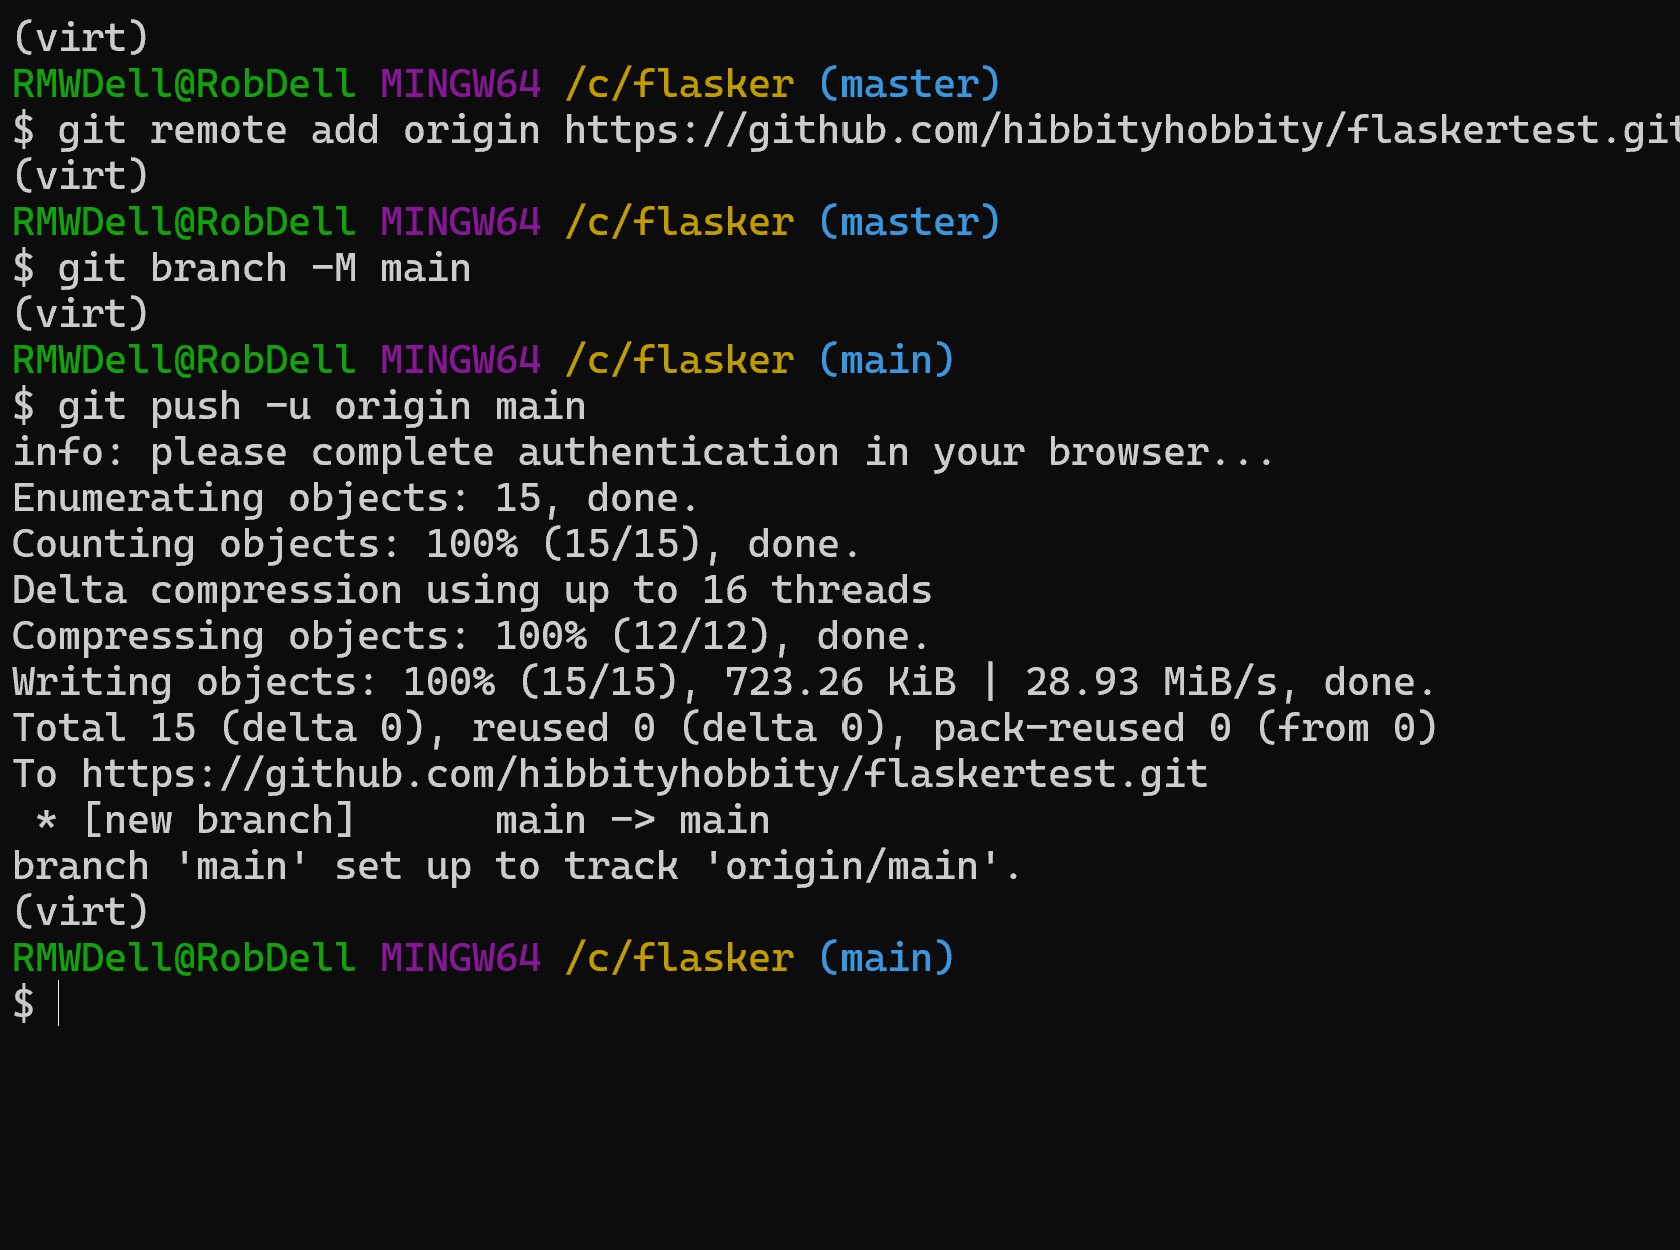 (virt)
RMWDell@RobDell MINGW64 /c/flasker (master)
$ git remote add origin https://github.com/hibbityhobbity/flaskertest.git
(virt)
RMWDell@RobDell MINGW64 /c/flasker (master)
$ git branch -M main
(virt)
RMWDell@RobDell MINGW64 /c/flasker (main)
$ git push -u origin main
info: please complete authentication in your browser...
Enumerating objects: 15, done.
Counting objects: 100% (15/15), done.
Delta compression using up to 16 threads
Compressing objects: 100% (12/12), done.
Writing objects: 100% (15/15), 723.26 KiB | 28.93 MiB/s, done.
Total 15 (delta 0), reused 0 (delta 0), pack-reused 0 (from 0)
To https://github.com/hibbityhobbity/flaskertest.git
 * [new branch]      main -> main
branch 'main' set up to track 'origin/main'.
(virt)
RMWDell@RobDell MINGW64 /c/flasker (main)
$